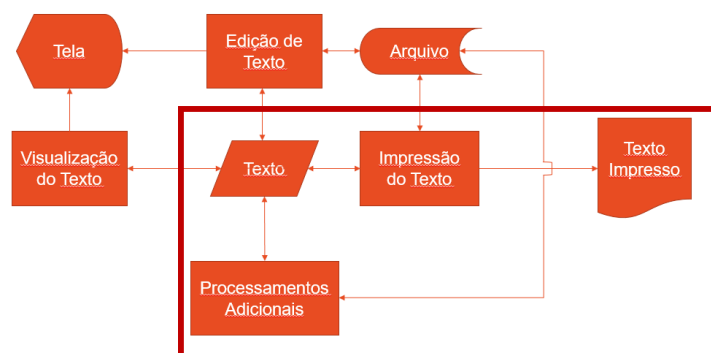 Tela
Edição de
Texto
Arquivo
Visualização
do Texto
Texto
Impressão
do Texto
Texto
Impresso
Processamentos
Adicionais